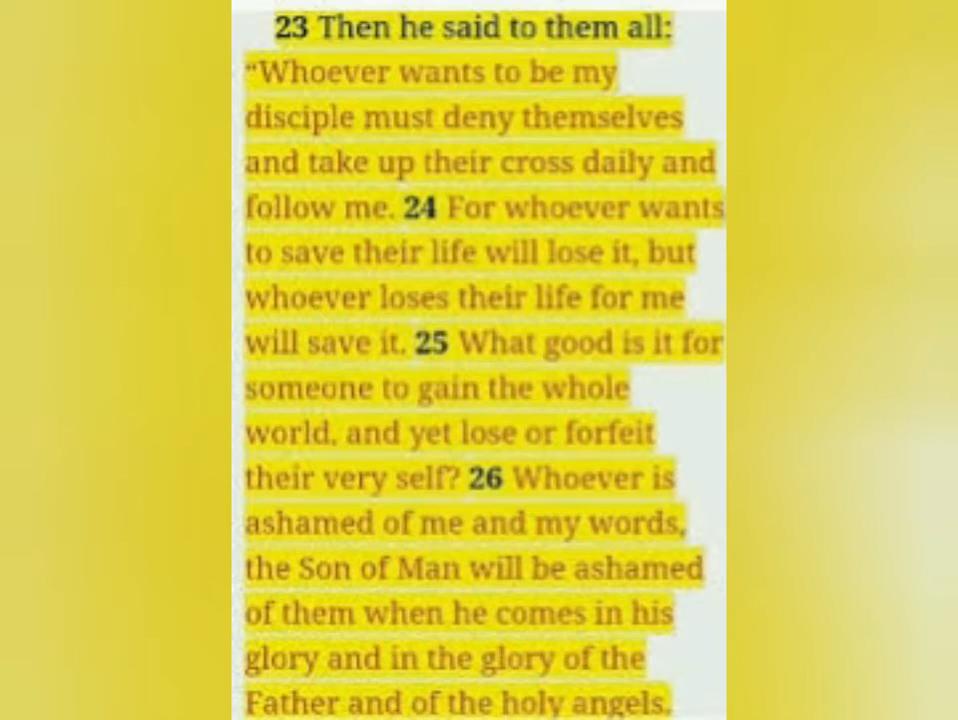 23 Then he said to them all:
“Whoever wants to be my
disciple must deny themselves
and take up their cross daily and
follow me. 24 For whoever wants
to save their life will lose it, but
whoever loses their life for me
will save it. 25 What good is it for
someone to gain the whole
world, and yet lose or forfeit
their very self? 26 Whoever is
ashamed of me and my words,
the Son of Man will be ashamed
of them when he comes in his
glory and in the glory of the
Father and of the holy angels.